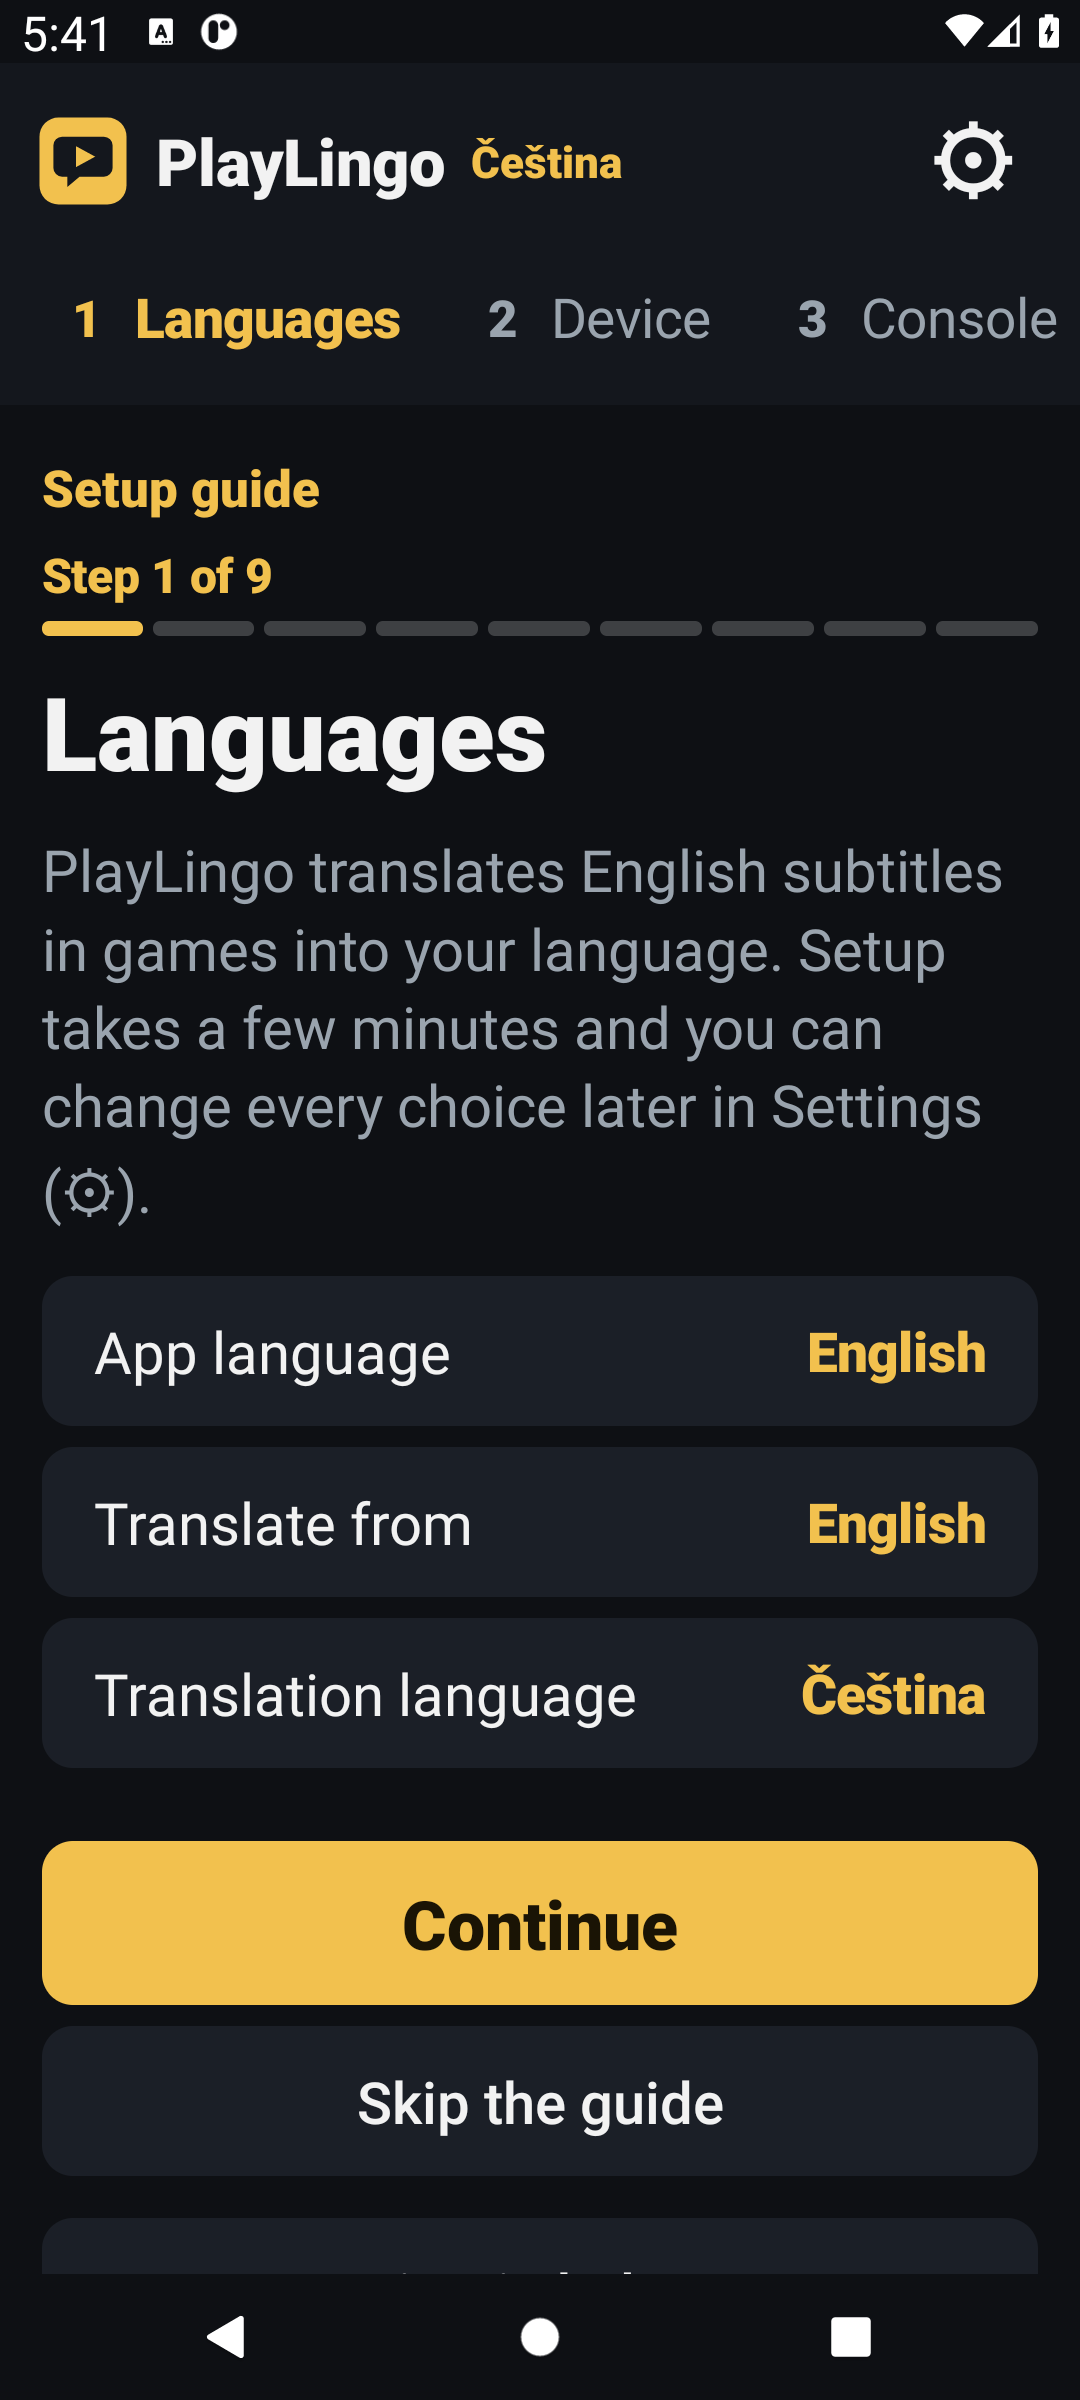 5:41
PlayLingo Čeština
1 Languages 2 Device 3 Console
Setup guide
Step 1 of 9
Languages
PlayLingo translates English subtitles
in games into your language. Setup
takes a few minutes and you can
change every choice later in Settings
(⚙).
App language English
Translate from English
Translation language Čeština
Continue
Skip the guide